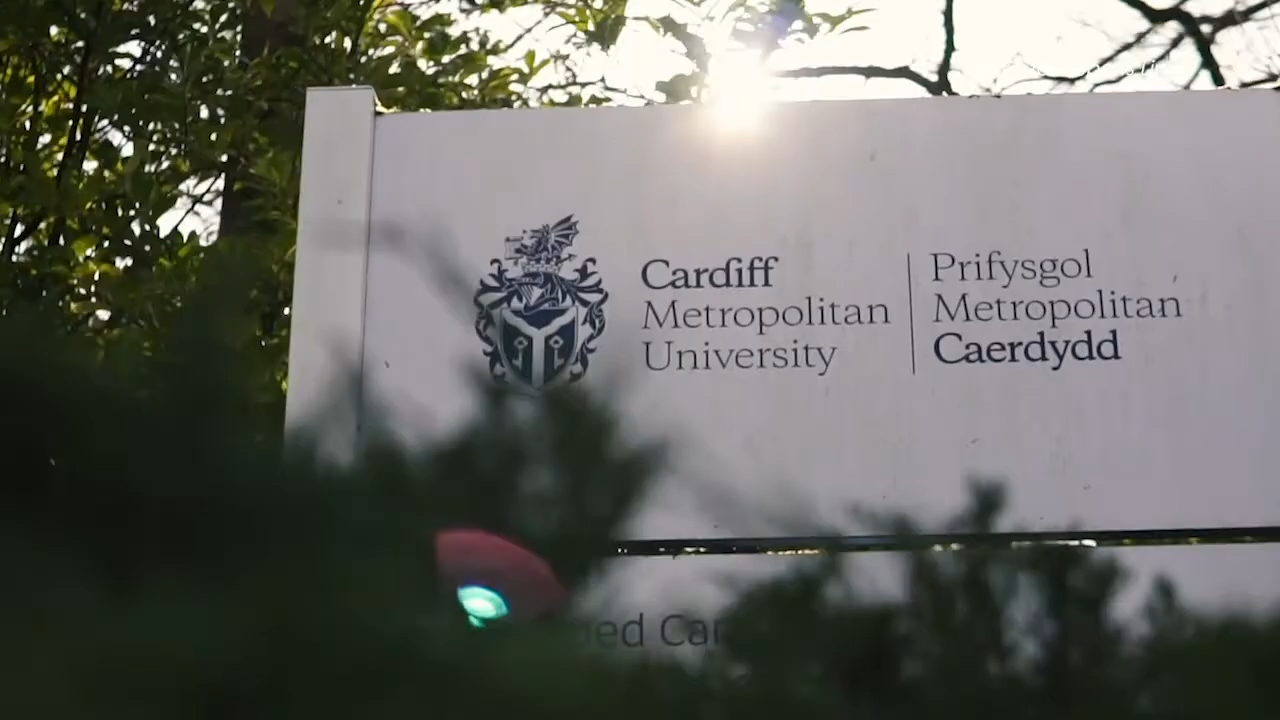 Cardiff
Metropolitan
University
Prifysgol
Metropolitan
Caerdydd